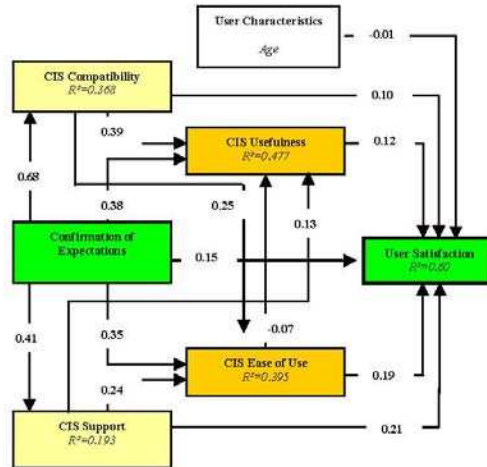 User Characteristics
Age
-0.01
CIS Compatibility
R²=0.368
0.10
0.39
CIS Usefulness
R²=0.477
0.12
0.68
0.38
0.25
0.13
Confirmation of
Expectations
0.15
User Satisfaction
R²=0.60
0.41
0.35
-0.07
CIS Ease of Use
R²=0.395
0.19
0.24
CIS Support
R²=0.193
0.21